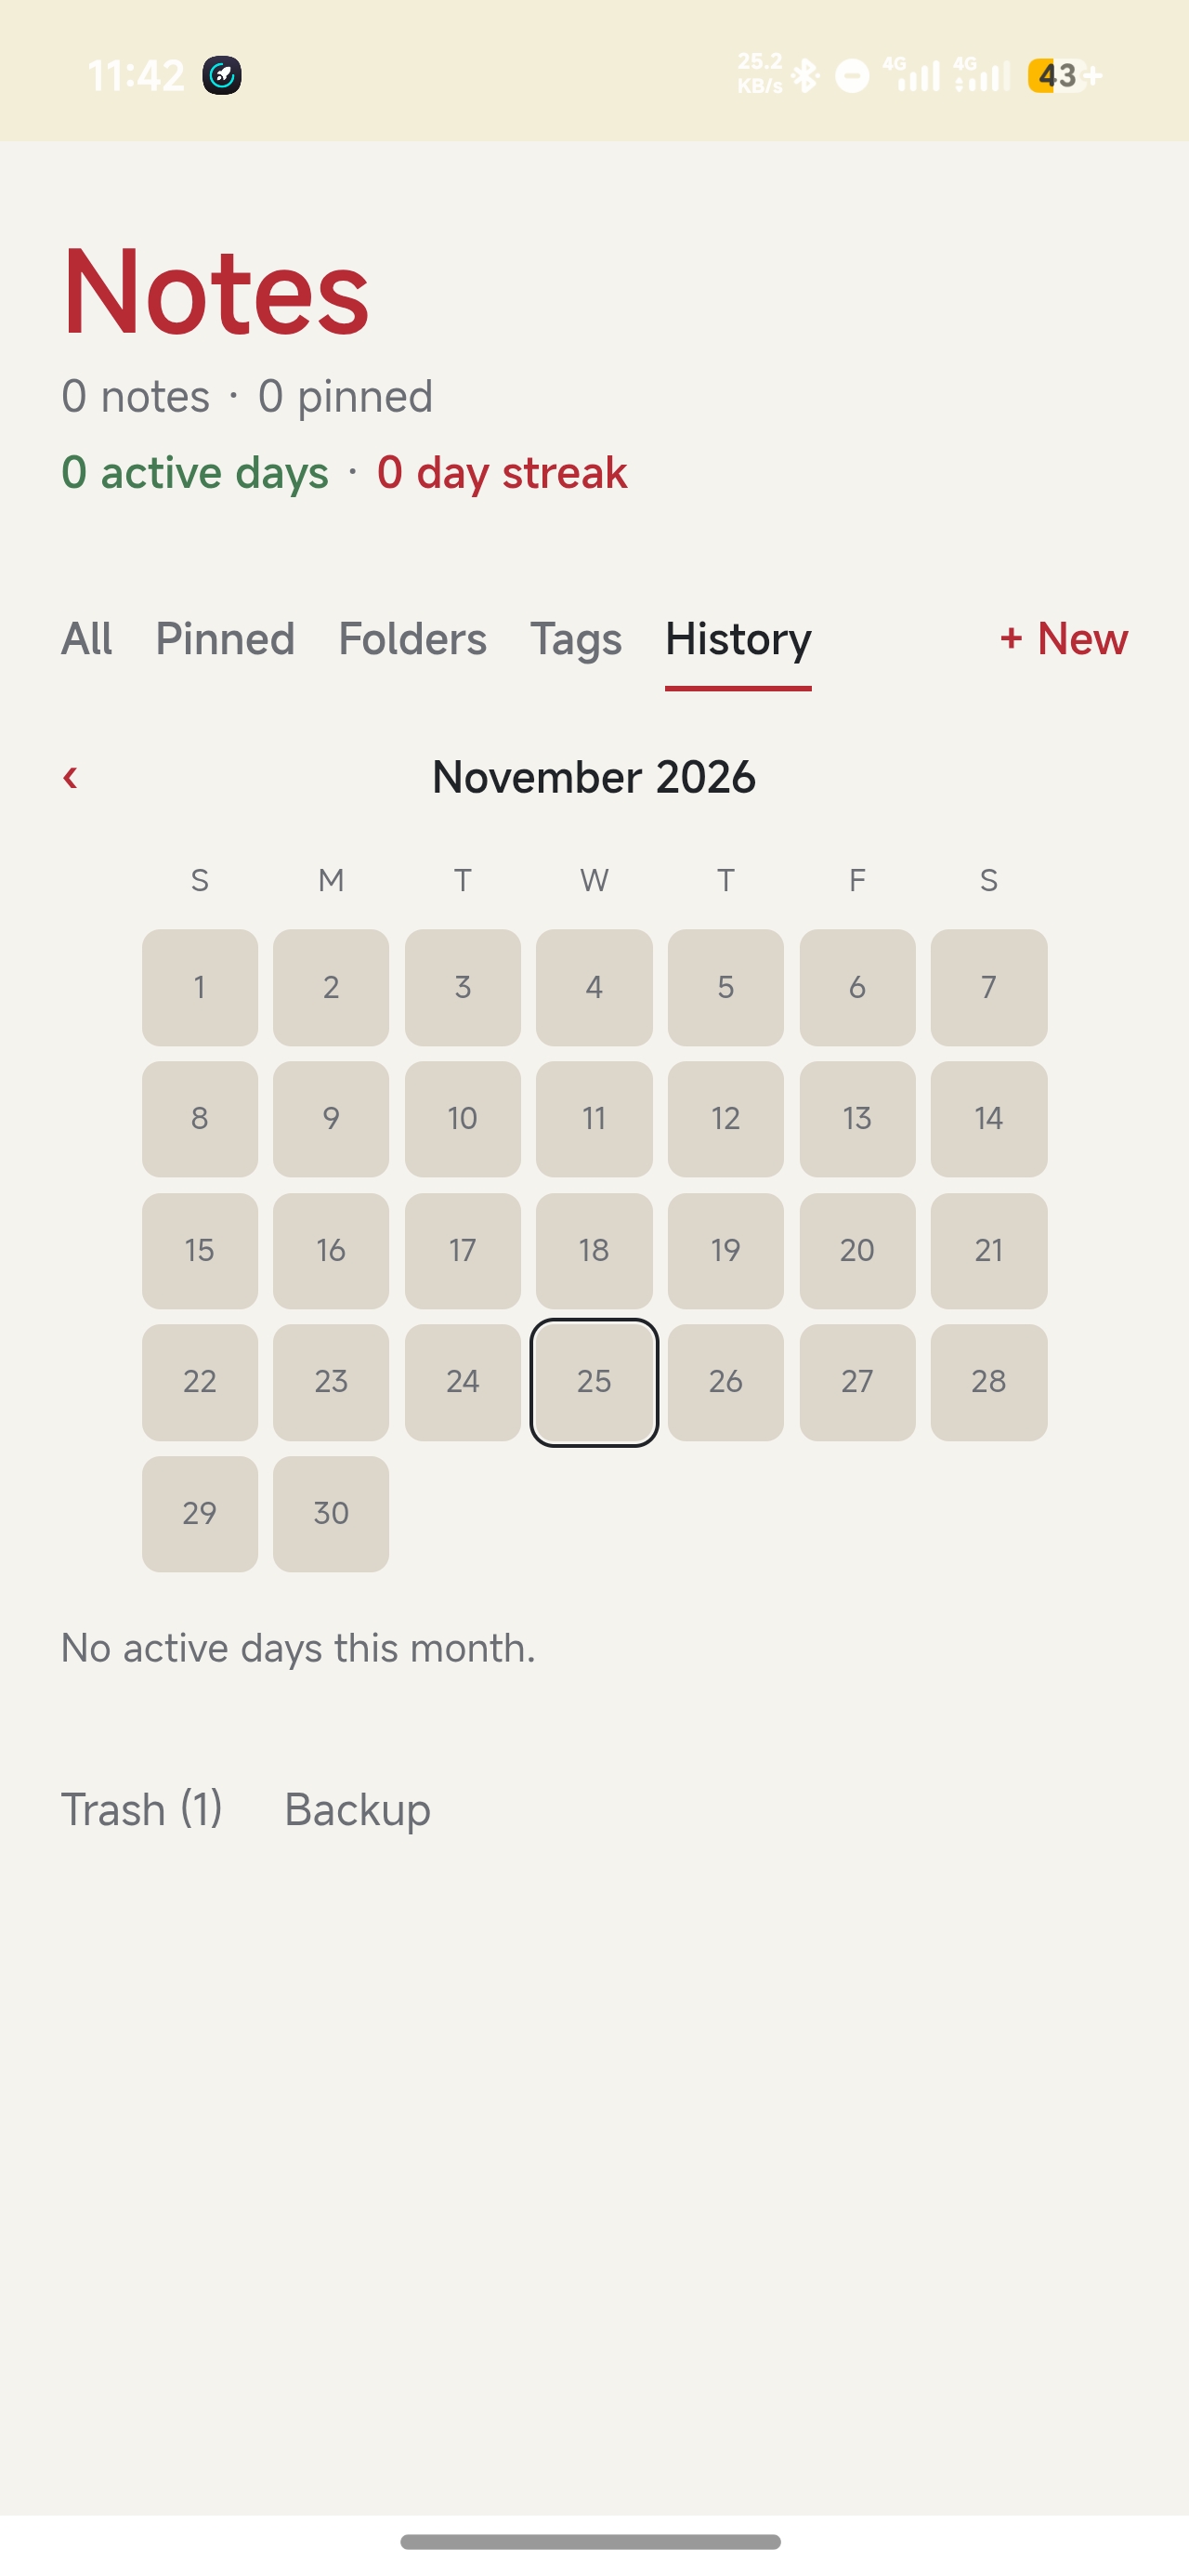 11:42
25.2 KB/s 4G 4G 43
Notes
0 notes · 0 pinned
0 active days · 0 day streak
All Pinned Folders Tags History + New
‹ November 2026
S M T W T F S
1 2 3 4 5 6 7
8 9 10 11 12 13 14
15 16 17 18 19 20 21
22 23 24 25 26 27 28
29 30
No active days this month.
Trash (1) Backup